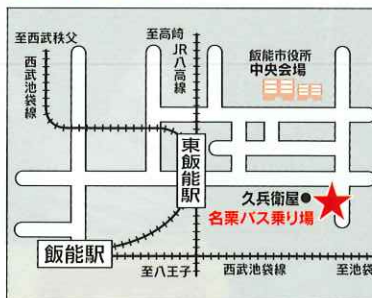 至西武秩父
西武池袋線
至高崎
JR八高線
飯能市役所
中央会場
東飯能駅
久兵衛屋
名栗バス乗り場
飯能駅
至八王子
西武池袋線
至池袋